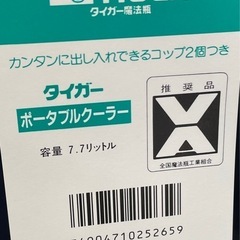 タイガー魔法瓶
カンタンに出し入れできるコップ2個つき
タイガー
ポータブルクーラー
容量 7.7リットル
推奨品
VA
全国魔法瓶工業組合
4904710252659